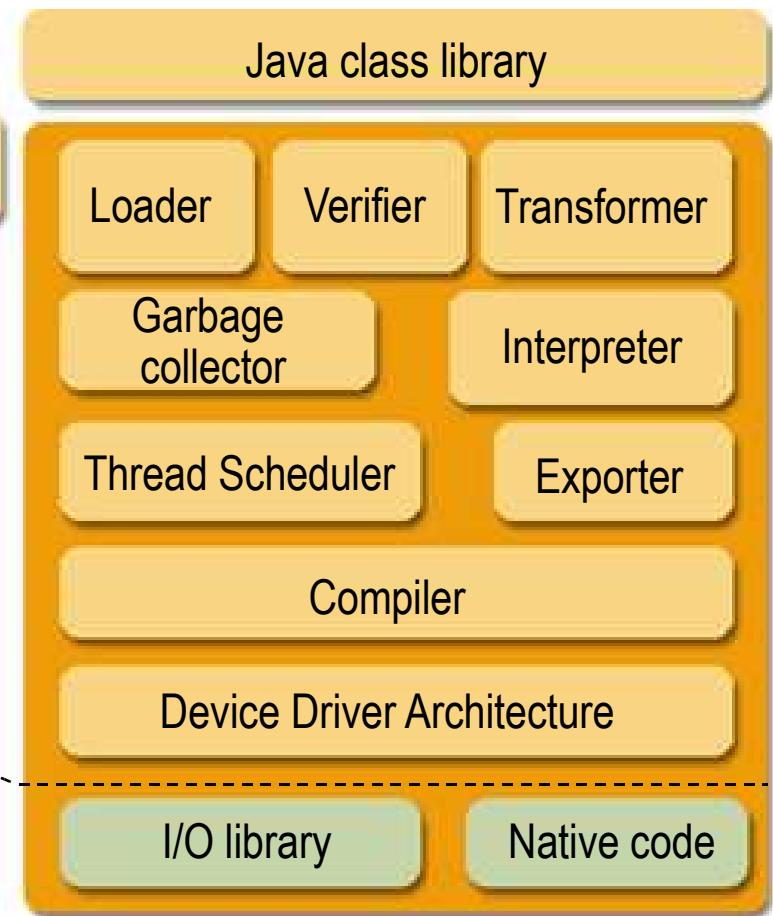 Java class library
Loader
Verifier
Transformer
Garbage
collector
Interpreter
Thread Scheduler
Exporter
Compiler
Device Driver Architecture
I/O library
Native code